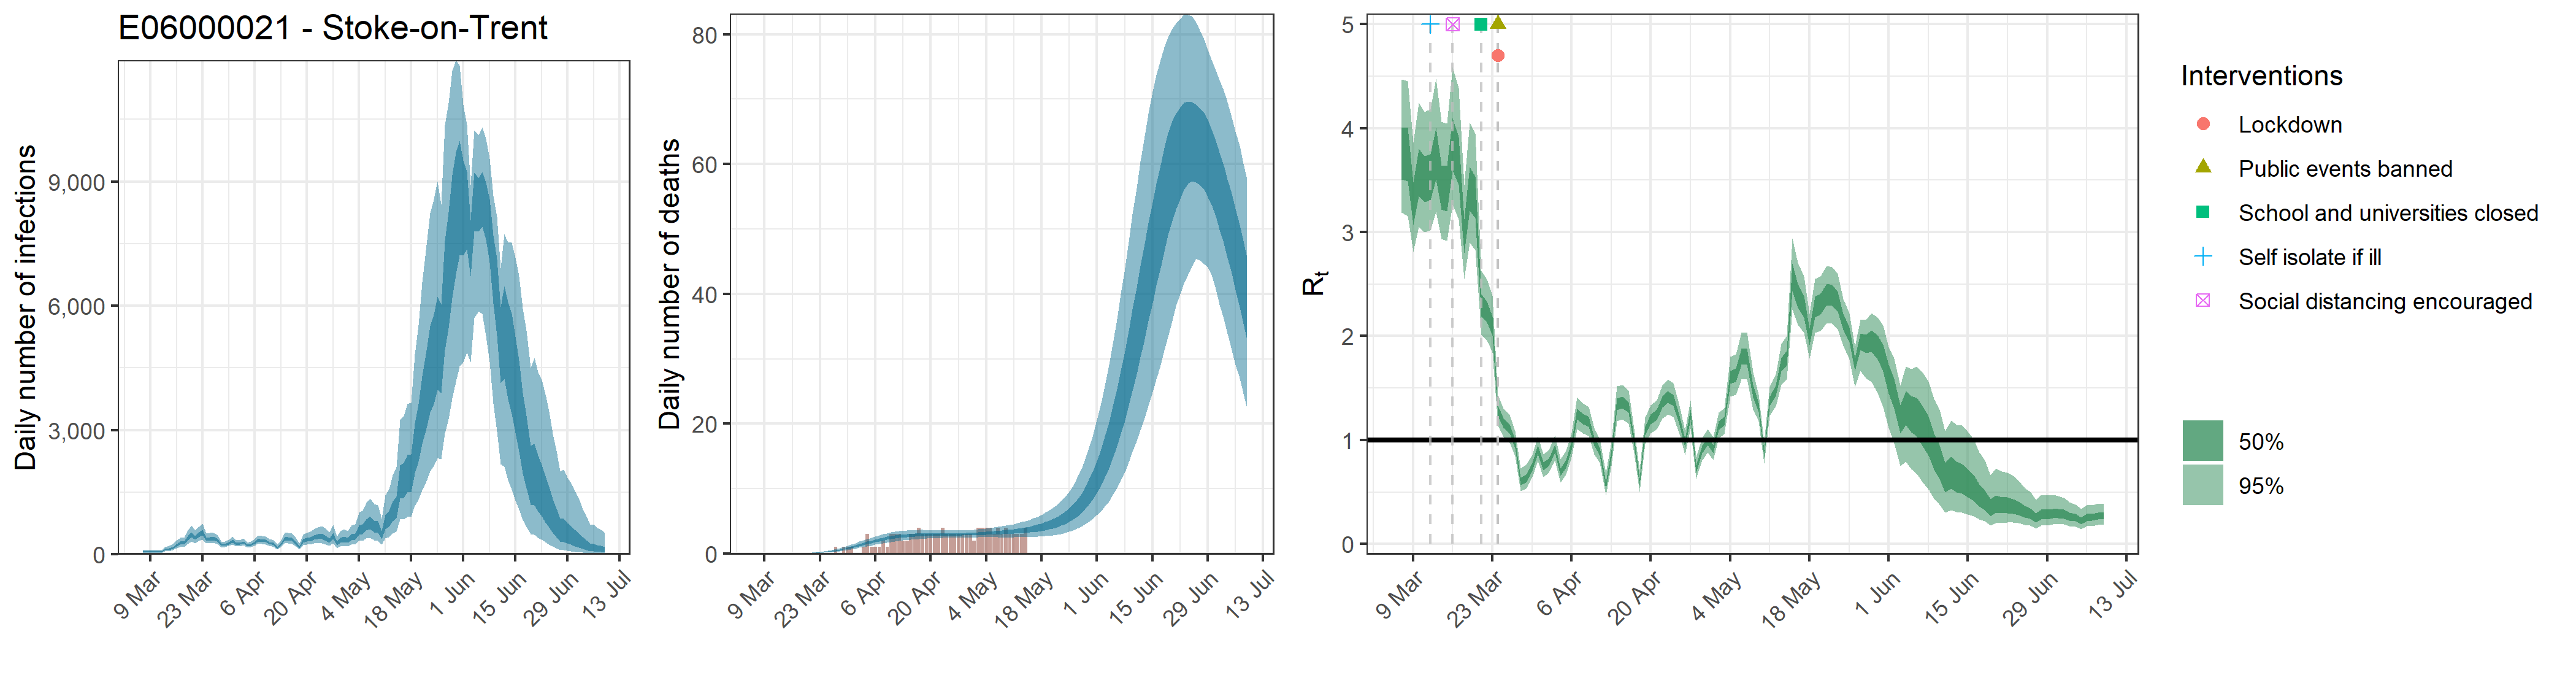 E06000021 - Stoke-on-Trent
Daily number of infections
9,000
6,000
3,000
0
9 Mar
23 Mar
6 Apr
20 Apr
4 May
18 May
1 Jun
15 Jun
29 Jun
13 Jul
Daily number of deaths
80
60
40
20
0
9 Mar
23 Mar
6 Apr
20 Apr
4 May
18 May
1 Jun
15 Jun
29 Jun
13 Jul
Rt
5
4
3
2
1
0
9 Mar
23 Mar
6 Apr
20 Apr
4 May
18 May
1 Jun
15 Jun
29 Jun
13 Jul
Interventions
Lockdown
Public events banned
School and universities closed
Self isolate if ill
Social distancing encouraged
50%
95%